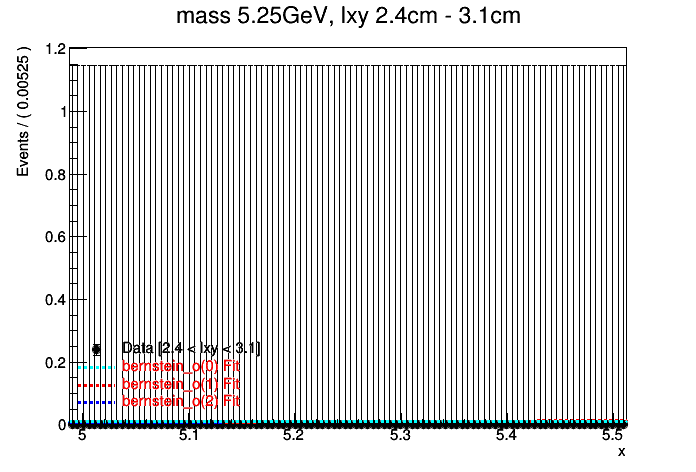 mass 5.25GeV, lxy 2.4cm - 3.1cm
Events / ( 0.00525 )
1.2
1
0.8
0.6
0.4
0.2
0
Data [2.4 < lxy < 3.1]
bernstein_o(0) Fit
bernstein_o(1) Fit
bernstein_o(2) Fit
5 5.1 5.2 5.3 5.4 5.5
x